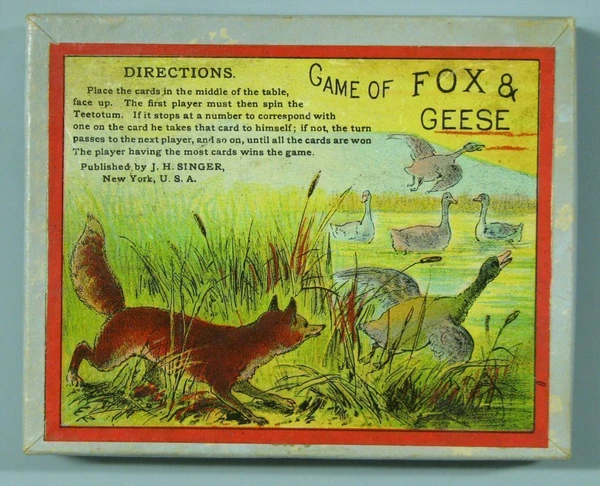 DIRECTIONS.
Place the cards in the middle of the table,
face up. The first player must then spin the
Teetotum. If it stops at a number to correspond with
one on the card he takes that card to himself; if not, the turn
passes to the next player, and so on, until all the cards are won
The player having the most cards wins the game.
Published by J. H. SINGER,
New York, U. S. A.
GAME OF FOX &
GEESE